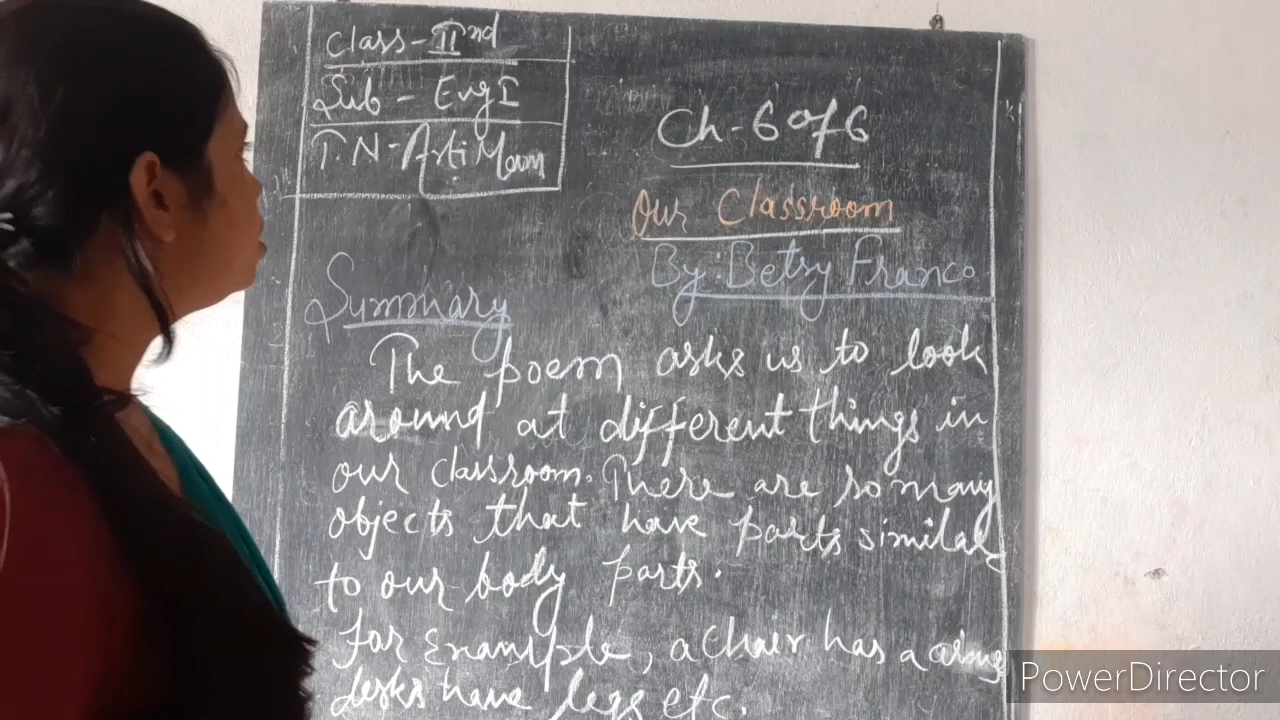 Class - IInd
Sub - Eng I
T.N - Arti Mam
Ch - 6 of 6
Our Classroom
By: Betsy Franco
Summary
The poem asks us to look
around at different things in
our classroom. There are so many
objects that have parts similar
to our body parts.
For Example, a chair has a arms
desks have legs etc.
PowerDirector